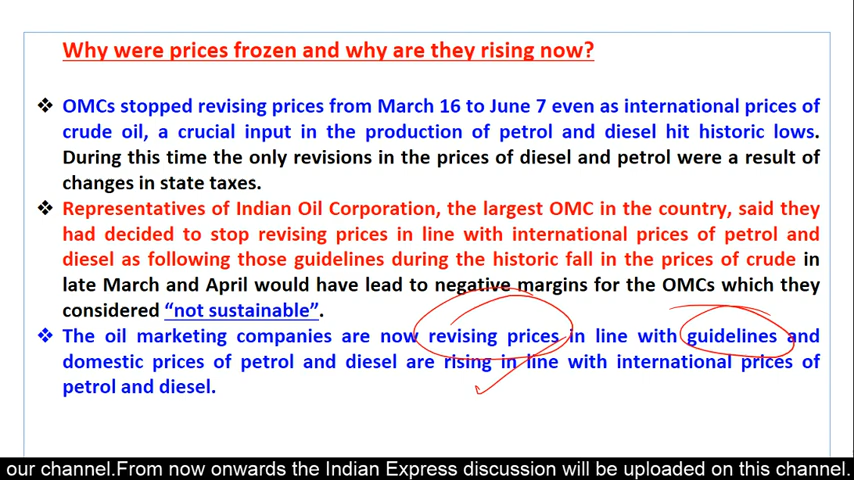 Why were prices frozen and why are they rising now?
❖ OMCs stopped revising prices from March 16 to June 7 even as international prices of
crude oil, a crucial input in the production of petrol and diesel hit historic lows.
During this time the only revisions in the prices of diesel and petrol were a result of
changes in state taxes.
❖ Representatives of Indian Oil Corporation, the largest OMC in the country, said they
had decided to stop revising prices in line with international prices of petrol and
diesel as following those guidelines during the historic fall in the prices of crude in
late March and April would have lead to negative margins for the OMCs which they
considered “not sustainable”.
❖ The oil marketing companies are now revising prices in line with guidelines and
domestic prices of petrol and diesel are rising in line with international prices of
petrol and diesel.
our channel.From now onwards the Indian Express discussion will be uploaded on this channel.